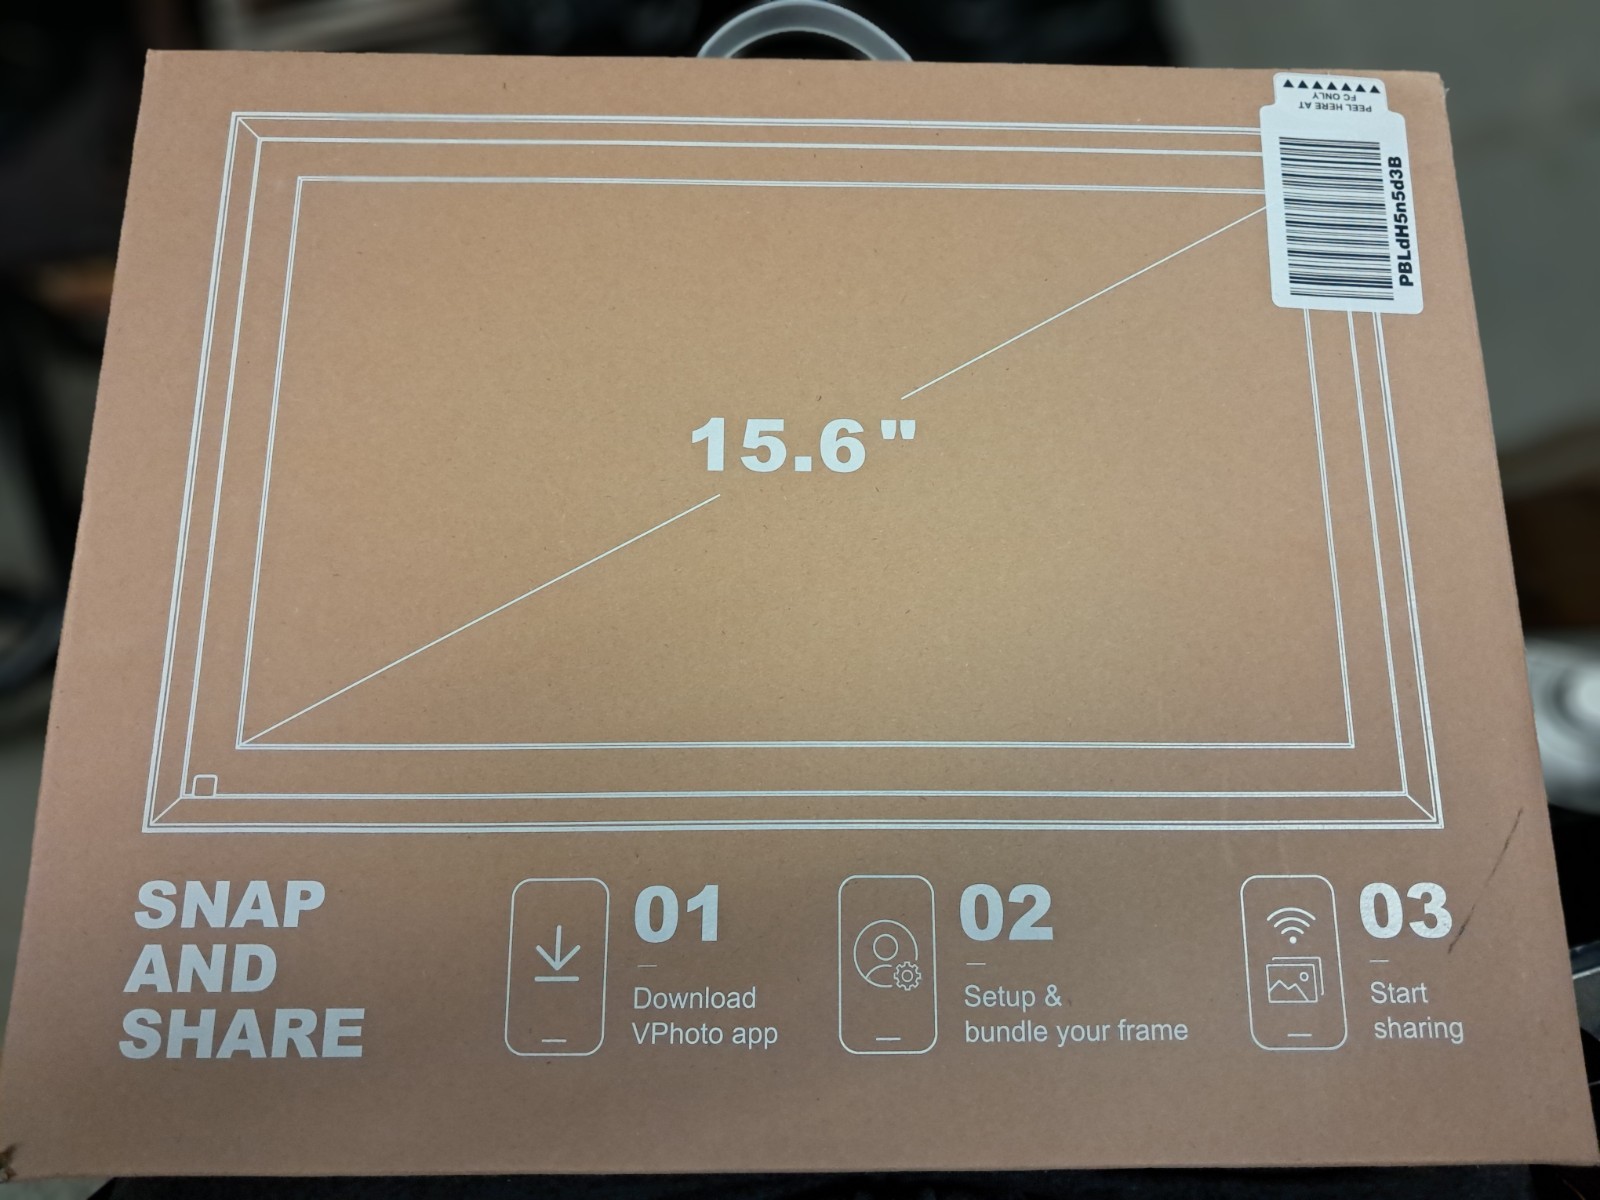 PEEL HERE AT
FC ONLY
PBLdH5n5d3B
15.6"
SNAP
AND
SHARE
01
Download
VPhoto app
02
Setup &
bundle your frame
03
Start
sharing